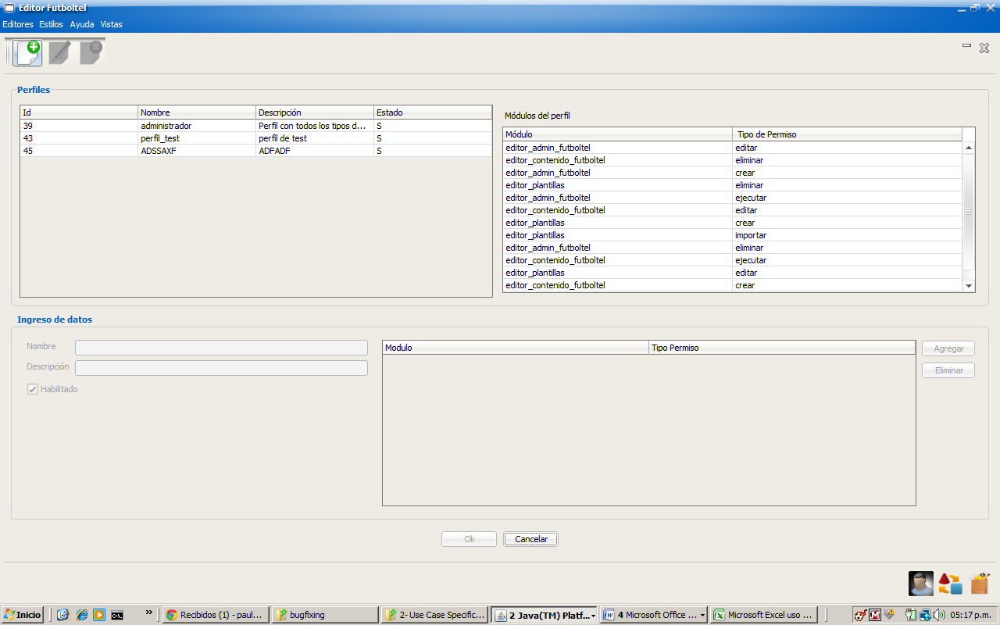 Editor Futboltel
Editores Estilos Ayuda Vistas
Perfiles
Id Nombre Descripción Estado
39 administrador Perfil con todos los tipos d... S
43 perfil_test perfil de test S
45 ADSSAXF ADFADF S
Módulos del perfil
Módulo Tipo de Permiso
editor_admin_futboltel editar
editor_contenido_futboltel eliminar
editor_admin_futboltel crear
editor_plantillas eliminar
editor_admin_futboltel ejecutar
editor_contenido_futboltel editar
editor_plantillas crear
editor_plantillas importar
editor_admin_futboltel eliminar
editor_contenido_futboltel ejecutar
editor_plantillas editar
editor_contenido_futboltel crear
Ingreso de datos
Nombre
Descripción
Habilitado
Modulo Tipo Permiso
Agregar
Eliminar
Ok Cancelar
Inicio » Recibidos (1) - paul... bugfixing 2- Use Case Specific... 2 Java(TM) Platf... 4 Microsoft Office ... Microsoft Excel uso ... 05:17 p.m.